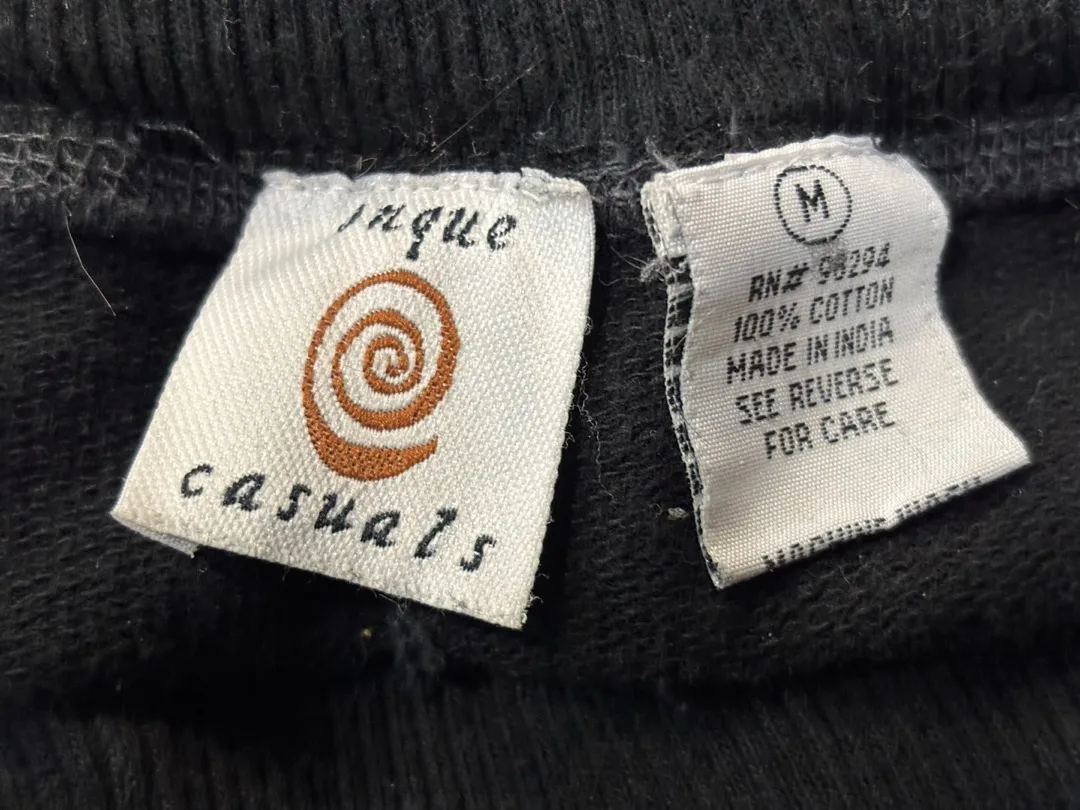 inque
casuals
M
RN# 98294
100% COTTON
MADE IN INDIA
SEE REVERSE
FOR CARE